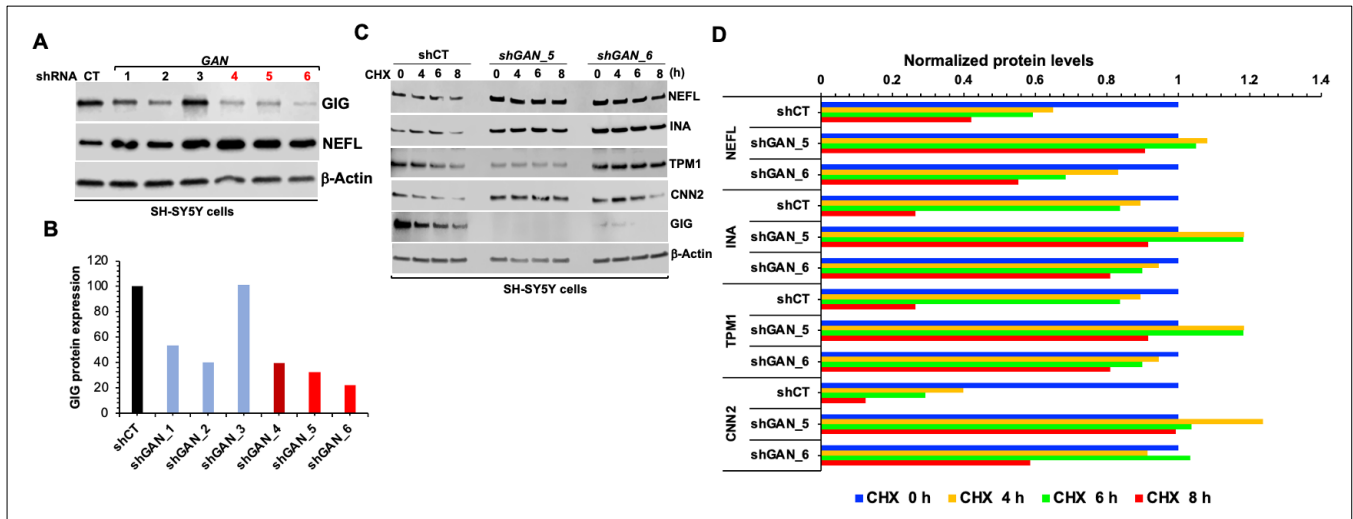 A
GAN
shRNA CT 1 2 3 4 5 6
GIG
NEFL
β-Actin
SH-SY5Y cells
B
GIG protein expression
120
100
80
60
40
20
0
shCT
shGAN_1
shGAN_2
shGAN_3
shGAN_4
shGAN_5
shGAN_6
C
shCT shGAN_5 shGAN_6
CHX 0 4 6 8 0 4 6 8 0 4 6 8 (h)
NEFL
INA
TPM1
CNN2
GIG
β-Actin
SH-SY5Y cells
D
Normalized protein levels
0 0.2 0.4 0.6 0.8 1 1.2 1.4
NEFL
shCT
shGAN_5
shGAN_6
INA
shCT
shGAN_5
shGAN_6
TPM1
shCT
shGAN_5
shGAN_6
CNN2
shCT
shGAN_5
shGAN_6
CHX 0 h CHX 4 h CHX 6 h CHX 8 h